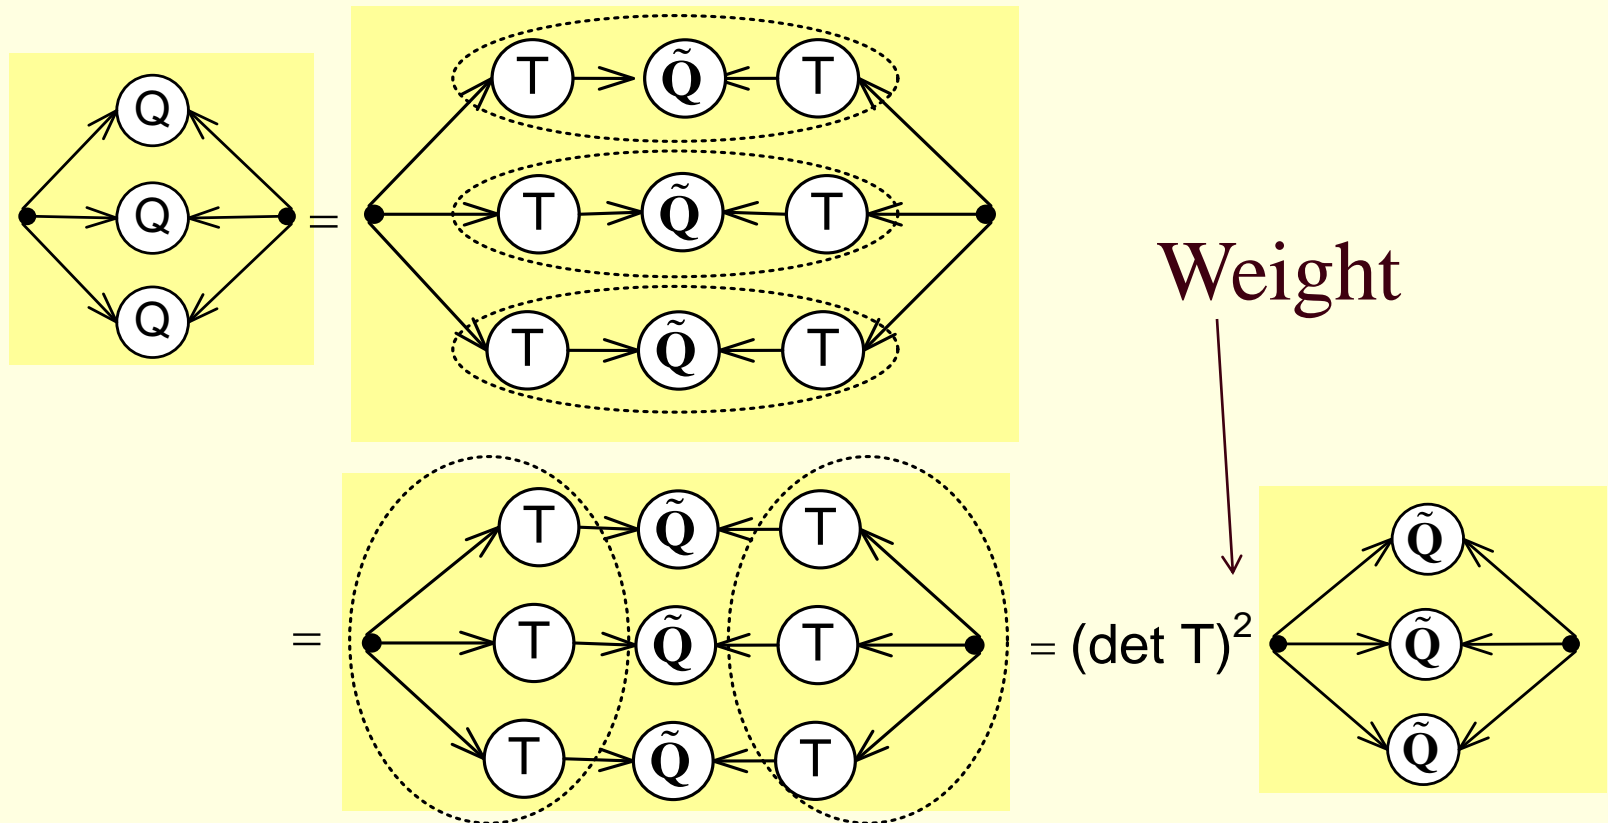 T Q̃ T
Q
Q = T Q̃ T
Q
T Q̃ T
Weight
T Q̃ T
= T Q̃ T = (det T)²
T Q̃ T
Q̃
Q̃
Q̃